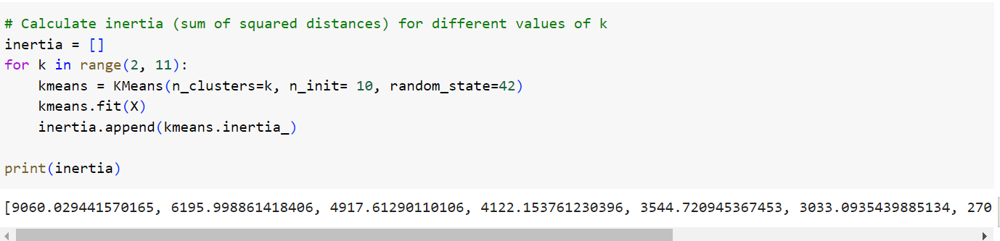 # Calculate inertia (sum of squared distances) for different values of k
inertia = []
for k in range(2, 11):
    kmeans = KMeans(n_clusters=k, n_init= 10, random_state=42)
    kmeans.fit(X)
    inertia.append(kmeans.inertia_)
print(inertia)
[9060.029441570165, 6195.998861418406, 4917.61290110106, 4122.153761230396, 3544.720945367453, 3033.0935439885134, 270